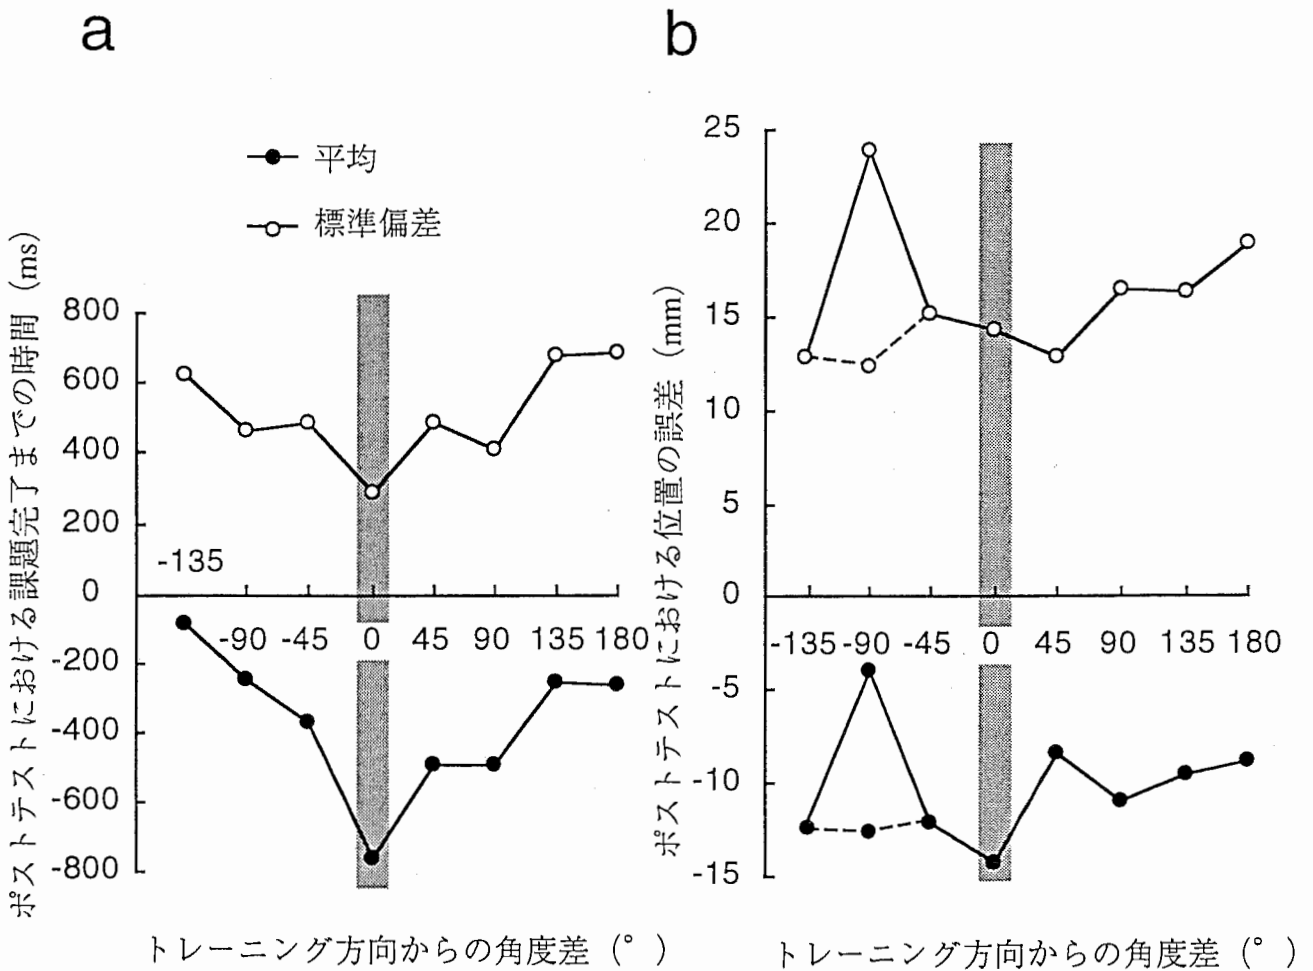 a
平均
標準偏差
ポストテストにおける課題完了までの時間（ms）
800
600
400
200
0
-200
-400
-600
-800
-135
-90 -45 0 45 90 135 180
トレーニング方向からの角度差（° ）
b
ポストテストにおける位置の誤差（mm）
25
20
15
10
5
0
-5
-10
-15
-135 -90 -45 0 45 90 135 180
トレーニング方向からの角度差（° ）